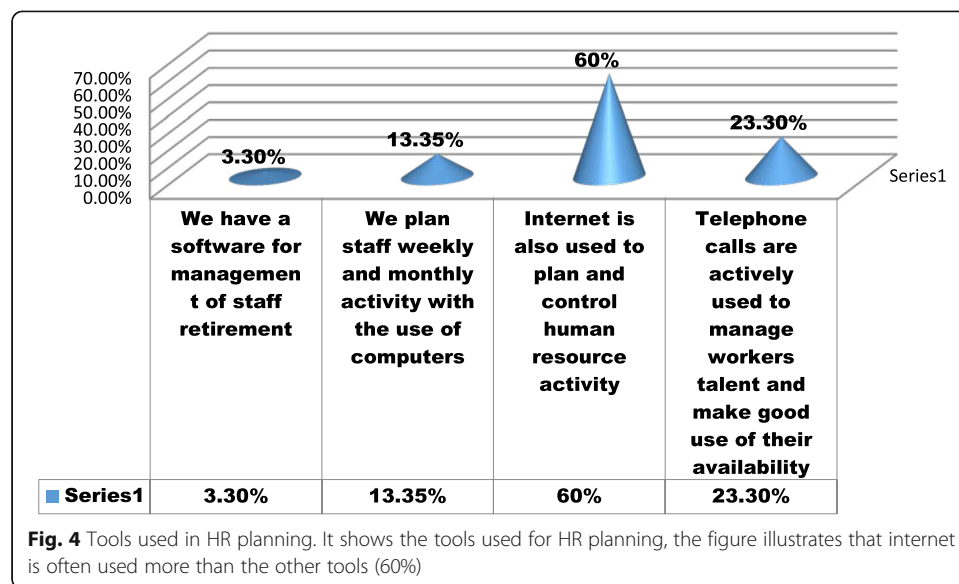 70.00%
60.00%
50.00%
40.00%
30.00%
20.00%
10.00%
0.00%
3.30%
13.35%
60%
23.30%
Series1
We have a
software for
managemen
t of staff
retirement
We plan
staff weekly
and monthly
activity with
the use of
computers
Internet is
also used to
plan and
control
human
resource
activity
Telephone
calls are
actively
used to
manage
workers
talent and
make good
use of their
availability
Series1 3.30% 13.35% 60% 23.30%
Fig. 4 Tools used in HR planning. It shows the tools used for HR planning, the figure illustrates that internet
is often used more than the other tools (60%)